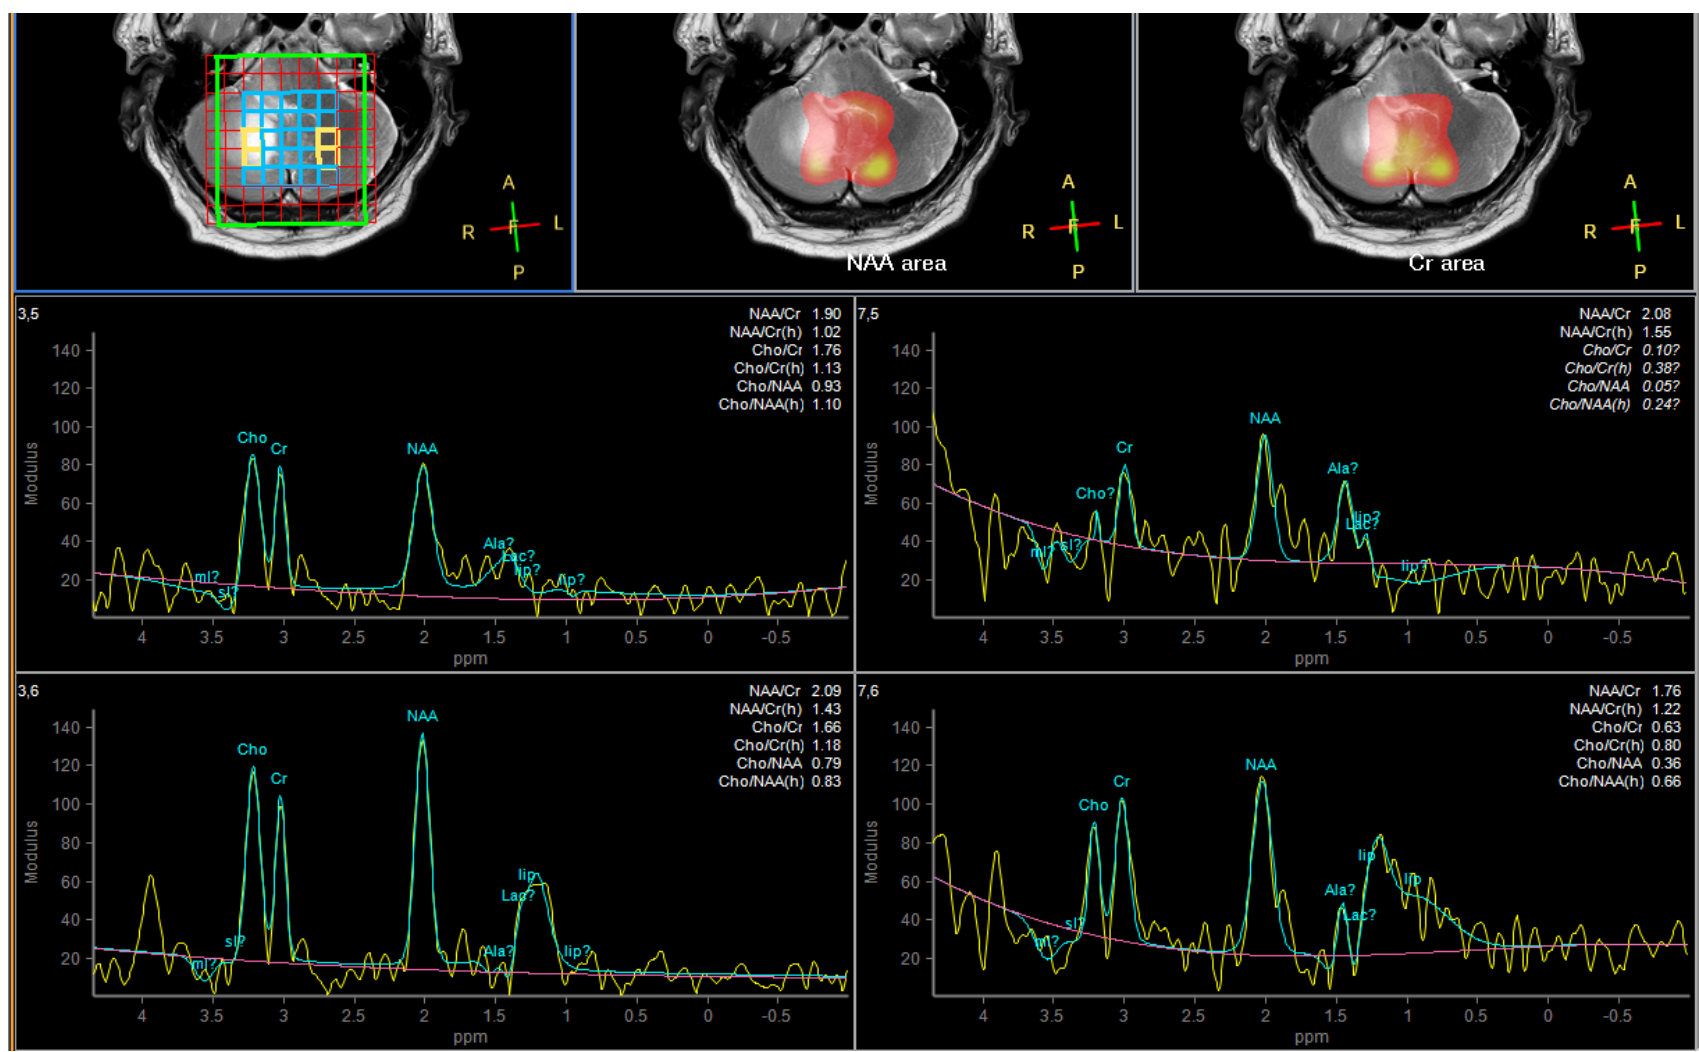 A
R F L
P
A
R F L
P
NAA area
A
R F L
P
Cr area
3,5
NAA/Cr 1.90
NAA/Cr(h) 1.02
Cho/Cr 1.76
Cho/Cr(h) 1.13
Cho/NAA 0.93
Cho/NAA(h) 1.10
140
120
100
80
60
40
20
Modulus
Cho
Cr
NAA
mI?
sI?
Ala?
Lac?
lip?
lip?
4 3.5 3 2.5 2 1.5 1 0.5 0 -0.5
ppm
7,5
NAA/Cr 2.08
NAA/Cr(h) 1.55
Cho/Cr 0.10?
Cho/Cr(h) 0.38?
Cho/NAA 0.05?
Cho/NAA(h) 0.24?
140
120
100
80
60
40
20
Modulus
NAA
Cr
Ala?
Cho?
lip?
Lac?
mI?
sI?
lip?
4 3.5 3 2.5 2 1.5 1 0.5 0 -0.5
ppm
3,6
NAA/Cr 2.09
NAA/Cr(h) 1.43
Cho/Cr 1.66
Cho/Cr(h) 1.18
Cho/NAA 0.79
Cho/NAA(h) 0.83
140
120
100
80
60
40
20
Modulus
NAA
Cho
Cr
lip
Lac?
sI?
mI?
Ala?
lip?
4 3.5 3 2.5 2 1.5 1 0.5 0 -0.5
ppm
7,6
NAA/Cr 1.76
NAA/Cr(h) 1.22
Cho/Cr 0.63
Cho/Cr(h) 0.80
Cho/NAA 0.36
Cho/NAA(h) 0.66
140
120
100
80
60
40
20
Modulus
NAA
Cr
Cho
lip
lip
Ala?
Lac?
sI?
mI?
4 3.5 3 2.5 2 1.5 1 0.5 0 -0.5
ppm